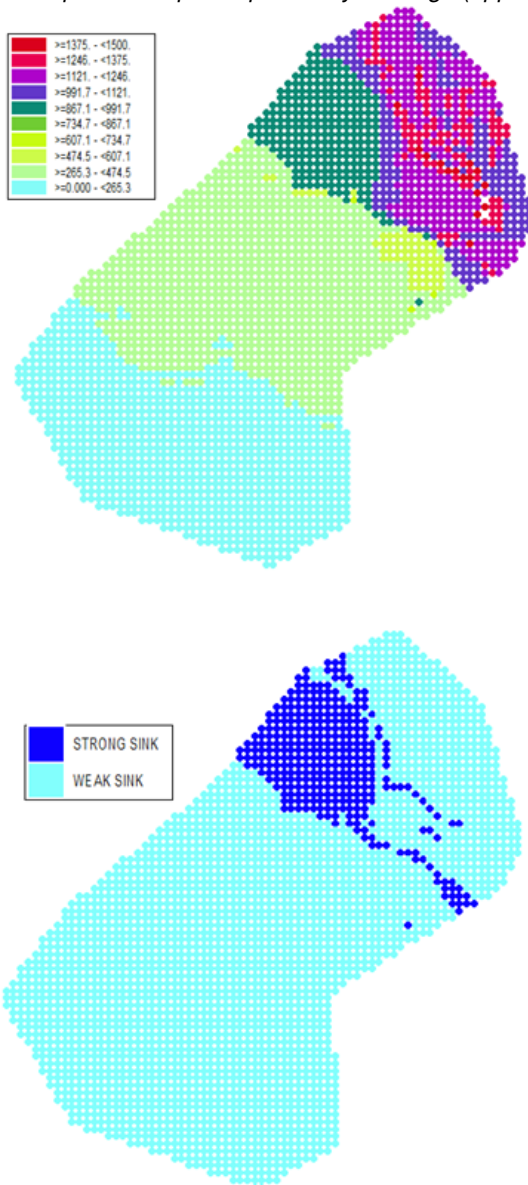 >=1375. - <1500.
>=1246. - <1375.
>=1121. - <1246.
>=991.7 - <1121.
>=867.1 - <991.7
>=734.7 - <867.1
>=607.1 - <734.7
>=474.5 - <607.1
>=265.3 - <474.5
>=0.000 - <265.3
STRONG SINK
WEAK SINK